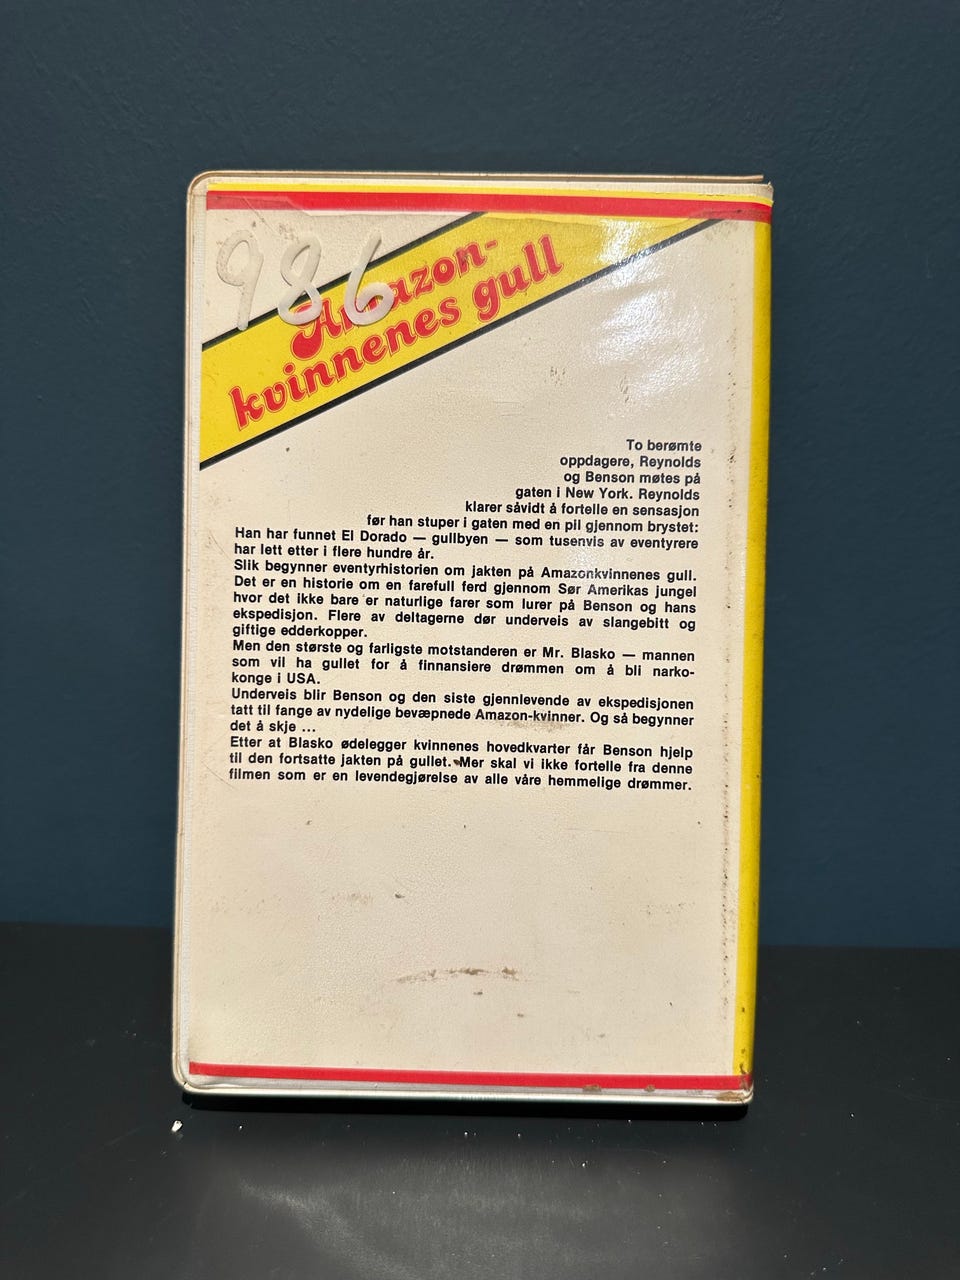 986
Amazon-
kvinnenes gull
To berømte
oppdagere, Reynolds
og Benson møtes på
gaten i New York. Reynolds
klarer såvidt å fortelle en sensasjon
før han stuper i gaten med en pil gjennom brystet:
Han har funnet El Dorado — gullbyen — som tusenvis av eventyrere
har lett etter i flere hundre år.
Slik begynner eventyrhistorien om jakten på Amazonkvinnenes gull.
Det er en historie om en farefull ferd gjennom Sør Amerikas jungel
hvor det ikke bare er naturlige farer som lurer på Benson og hans
ekspedisjon. Flere av deltagerne dør underveis av slangebitt og
giftige edderkopper.
Men den største og farligste motstanderen er Mr. Blasko — mannen
som vil ha gullet for å finnansiere drømmen om å bli narko-
konge i USA.
Underveis blir Benson og den siste gjennlevende av ekspedisjonen
tatt til fange av nydelige bevæpnede Amazon-kvinner. Og så begynner
det å skje ...
Etter at Blasko ødelegger kvinnenes hovedkvarter får Benson hjelp
til den fortsatte jakten på gullet. Mer skal vi ikke fortelle fra denne
filmen som er en levendegjørelse av alle våre hemmelige drømmer.